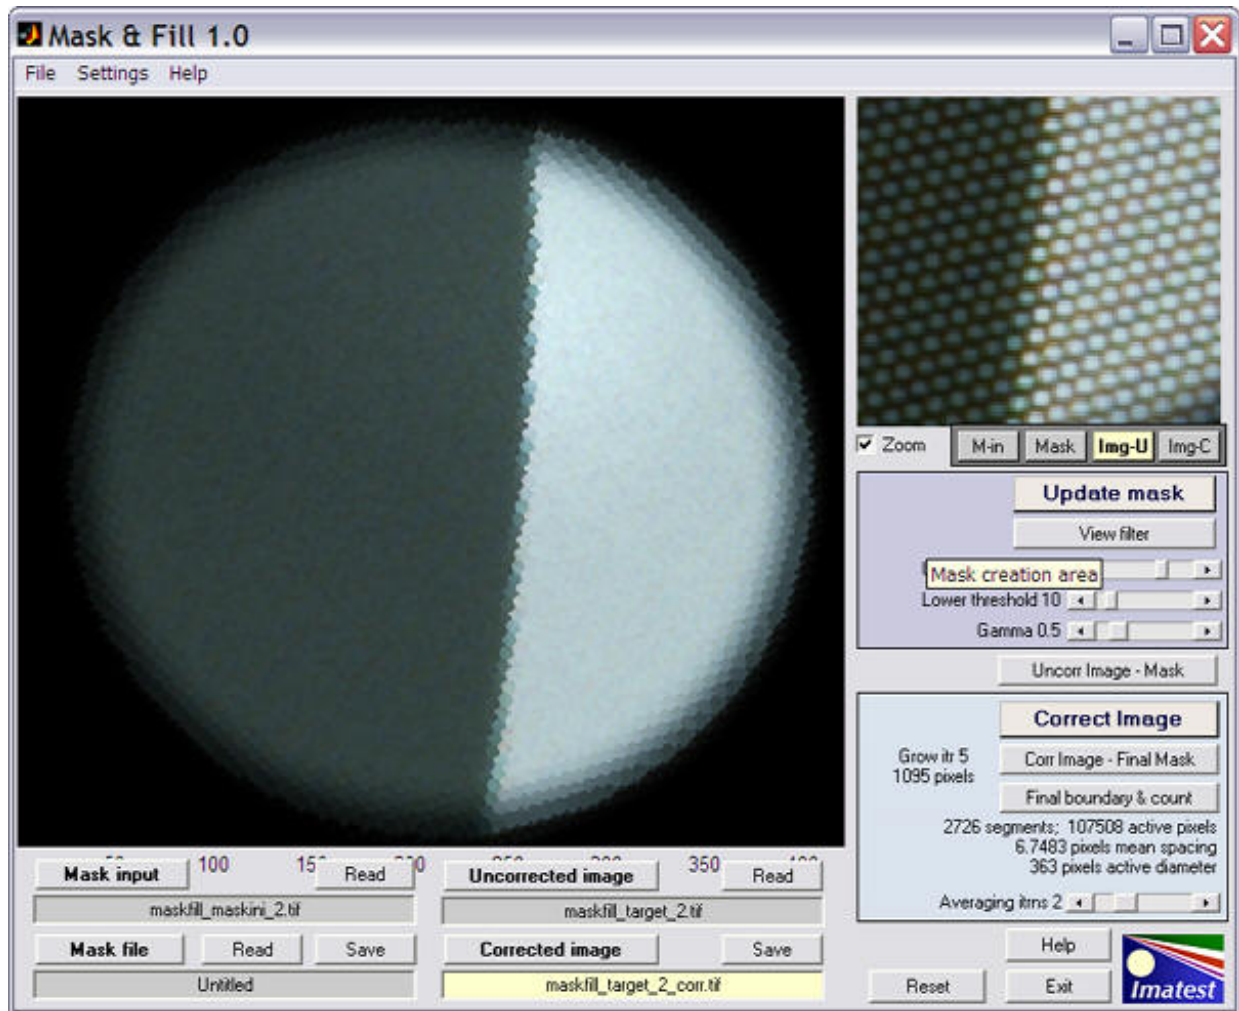 Mask & Fill 1.0
File Settings Help
Zoom M-in Mask Img-U Img-C
Update mask
View filter
Mask creation area
Lower threshold 10
Gamma 0.5
Uncorr Image - Mask
Correct Image
Grow itr 5
1095 pixels
Corr Image - Final Mask
Final boundary & count
2726 segments; 107508 active pixels
6.7483 pixels mean spacing
363 pixels active diameter
Averaging itrns 2
100 350
Mask input Read Uncorrected image Read
maskfill_maskini_2.tif maskfill_target_2.tif
Mask file Read Save Corrected image Save
Untitled maskfill_target_2_corr.tif
Help
Reset Exit
Imatest